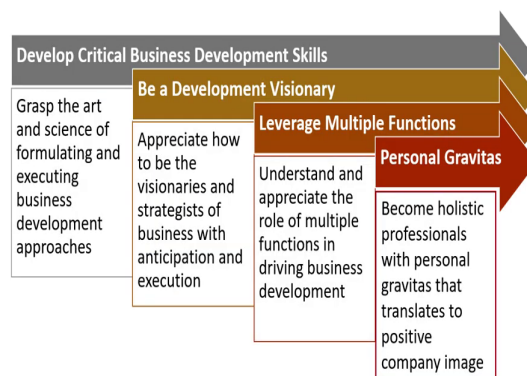 Develop Critical Business Development Skills
Grasp the art
and science of
formulating and
executing
business
development
approaches
Be a Development Visionary
Appreciate how
to be the
visionaries and
strategists of
business with
anticipation and
execution
Leverage Multiple Functions
Understand and
appreciate the
role of multiple
functions in
driving business
development
Personal Gravitas
Become holistic
professionals
with personal
gravitas that
translates to
positive
company image